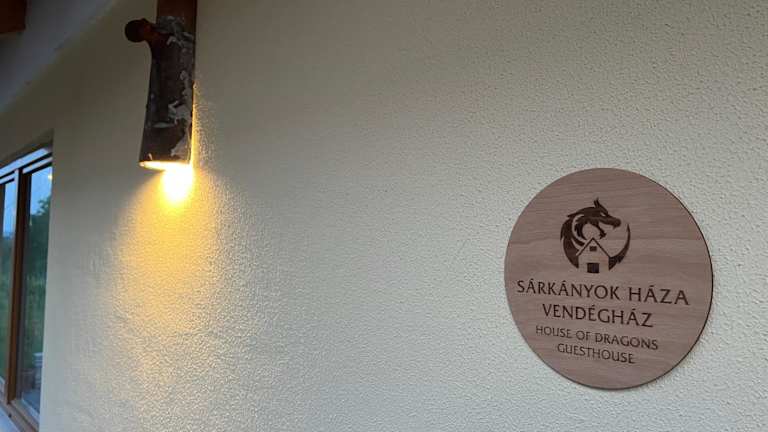 SÁRKÁNYOK HÁZA
VENDÉGHÁZ
HOUSE OF DRAGONS
GUESTHOUSE